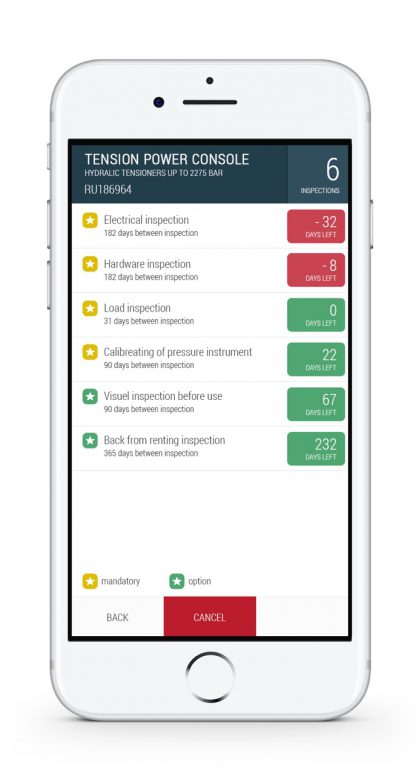 TENSION POWER CONSOLE
HYDRALIC TENSIONERS UP TO 2275 BAR
RU186964
6
INSPECTIONS
Electrical inspection
182 days between inspection
- 32
DAYS LEFT
Hardware inspection
182 days between inspection
- 8
DAYS LEFT
Load inspection
31 days between inspection
0
DAYS LEFT
Calibreating of pressure instrument
90 days between inspection
22
DAYS LEFT
Visuel inspection before use
90 days between inspection
67
DAYS LEFT
Back from renting inspection
365 days between inspection
232
DAYS LEFT
mandatory
option
BACK
CANCEL